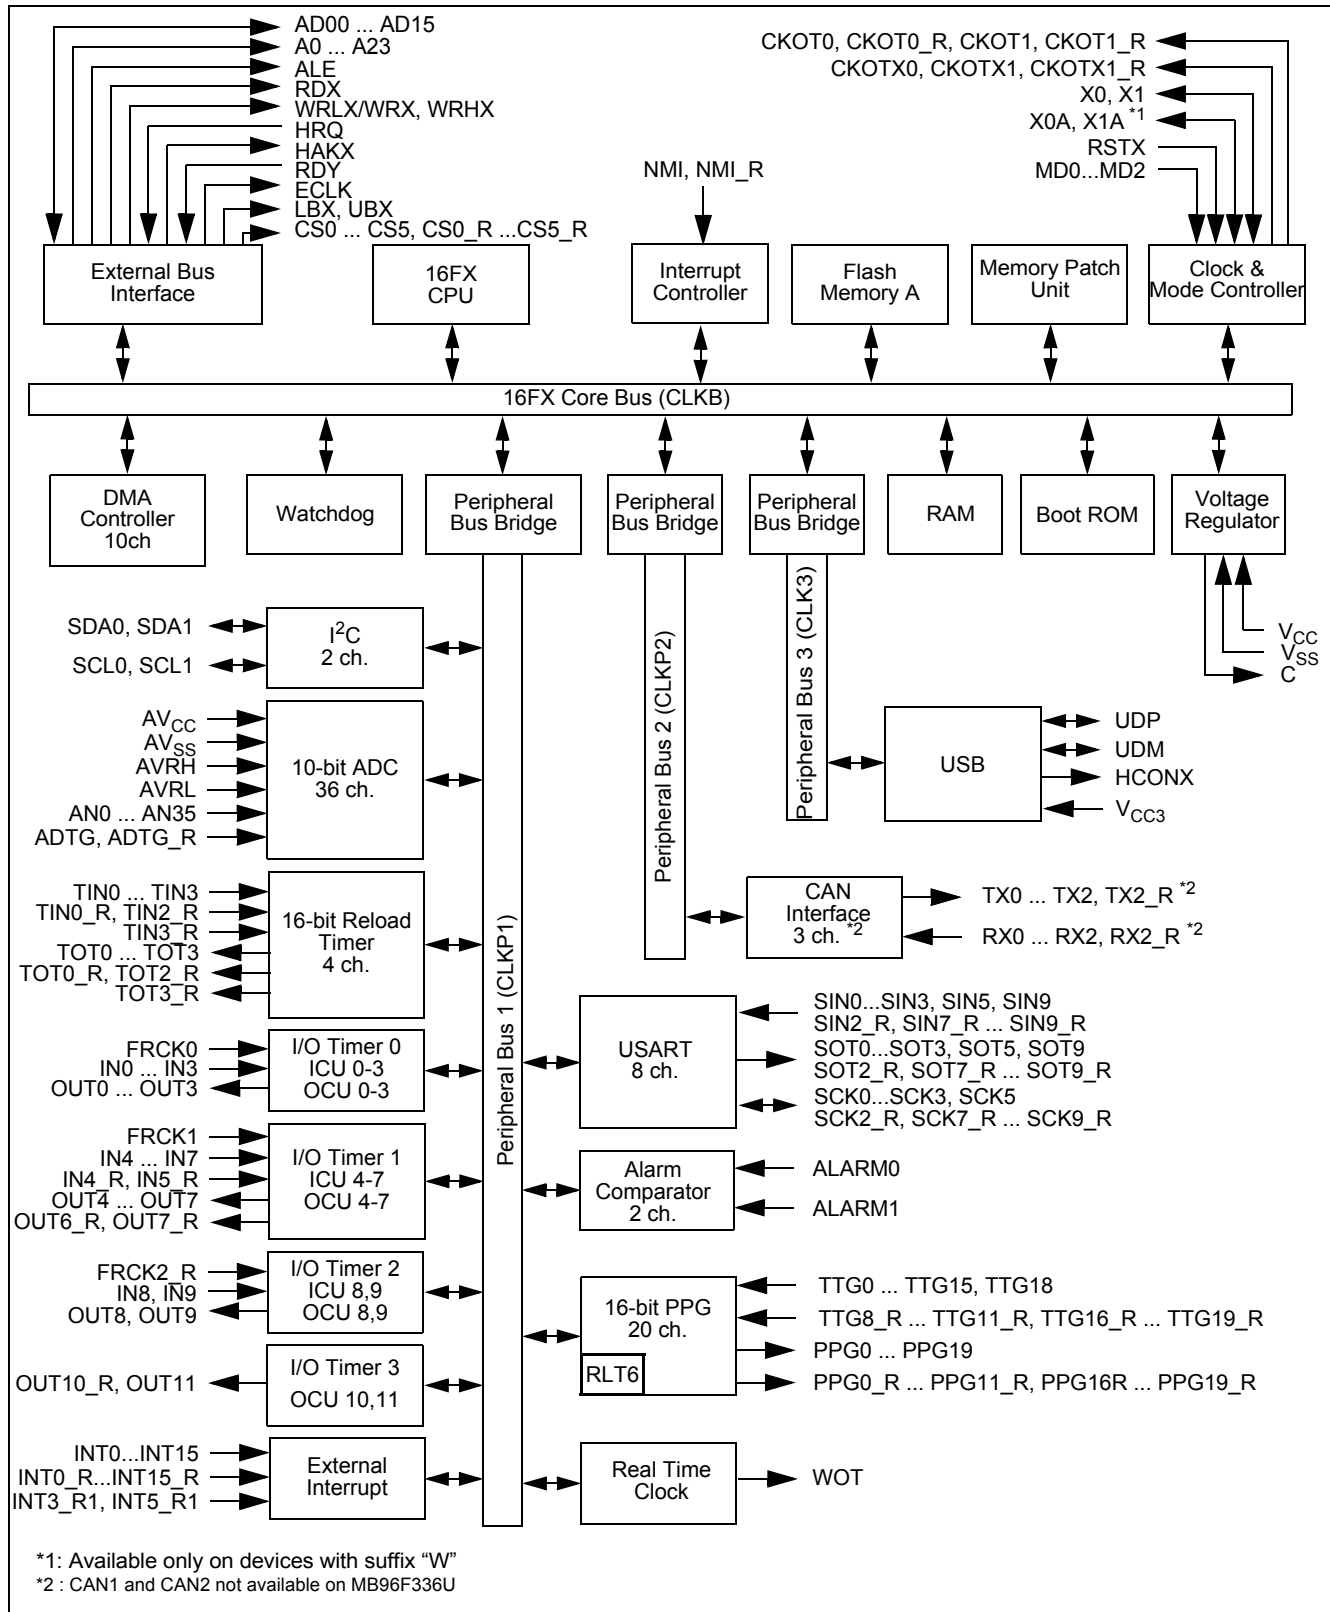 AD00 ... AD15
A0 ... A23
ALE
RDX
WRLX/WRX, WRHX
HRQ
HAKX
RDY
ECLK
LBX, UBX
CS0 ... CS5, CS0_R ...CS5_R
NMI, NMI_R
CKOT0, CKOT0_R, CKOT1, CKOT1_R
CKOTX0, CKOTX1, CKOTX1_R
X0, X1
X0A, X1A *1
RSTX
MD0...MD2
External Bus
Interface
16FX
CPU
Interrupt
Controller
Flash
Memory A
Memory Patch
Unit
Clock &
Mode Controller
16FX Core Bus (CLKB)
DMA
Controller
10ch
Watchdog
Peripheral
Bus Bridge
Peripheral
Bus Bridge
Peripheral
Bus Bridge
RAM
Boot ROM
Voltage
Regulator
VCC
VSS
C
Peripheral Bus 1 (CLKP1)
Peripheral Bus 2 (CLKP2)
Peripheral Bus 3 (CLK3)
SDA0, SDA1
SCL0, SCL1
I2C
2 ch.
AVCC
AVSS
AVRH
AVRL
AN0 ... AN35
ADTG, ADTG_R
10-bit ADC
36 ch.
TIN0 ... TIN3
TIN0_R, TIN2_R
TIN3_R
TOT0 ... TOT3
TOT0_R, TOT2_R
TOT3_R
16-bit Reload
Timer
4 ch.
FRCK0
IN0 ... IN3
OUT0 ... OUT3
I/O Timer 0
ICU 0-3
OCU 0-3
FRCK1
IN4 ... IN7
IN4_R, IN5_R
OUT4 ... OUT7
OUT6_R, OUT7_R
I/O Timer 1
ICU 4-7
OCU 4-7
FRCK2_R
IN8, IN9
OUT8, OUT9
I/O Timer 2
ICU 8,9
OCU 8,9
OUT10_R, OUT11
I/O Timer 3
OCU 10,11
INT0...INT15
INT0_R...INT15_R
INT3_R1, INT5_R1
External
Interrupt
USB
UDP
UDM
HCONX
VCC3
CAN
Interface
3 ch. *2
TX0 ... TX2, TX2_R *2
RX0 ... RX2, RX2_R *2
USART
8 ch.
SIN0...SIN3, SIN5, SIN9
SIN2_R, SIN7_R ... SIN9_R
SOT0...SOT3, SOT5, SOT9
SOT2_R, SOT7_R ... SOT9_R
SCK0...SCK3, SCK5
SCK2_R, SCK7_R ... SCK9_R
Alarm
Comparator
2 ch.
ALARM0
ALARM1
16-bit PPG
20 ch.
RLT6
TTG0 ... TTG15, TTG18
TTG8_R ... TTG11_R, TTG16_R ... TTG19_R
PPG0 ... PPG19
PPG0_R ... PPG11_R, PPG16R ... PPG19_R
Real Time
Clock
WOT
*1: Available only on devices with suffix “W”
*2 : CAN1 and CAN2 not available on MB96F336U